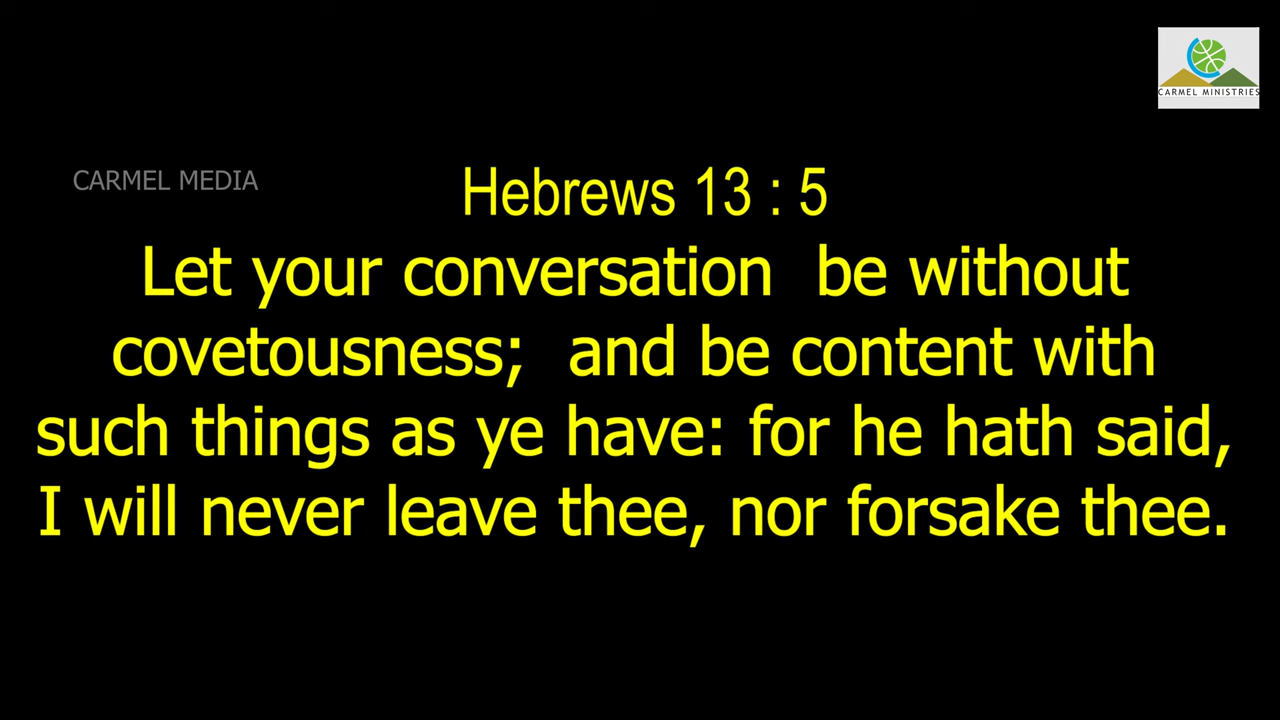 CARMEL MINISTRIES
CARMEL MEDIA
Hebrews 13 : 5
Let your conversation  be without
covetousness;  and be content with
such things as ye have: for he hath said,
I will never leave thee, nor forsake thee.